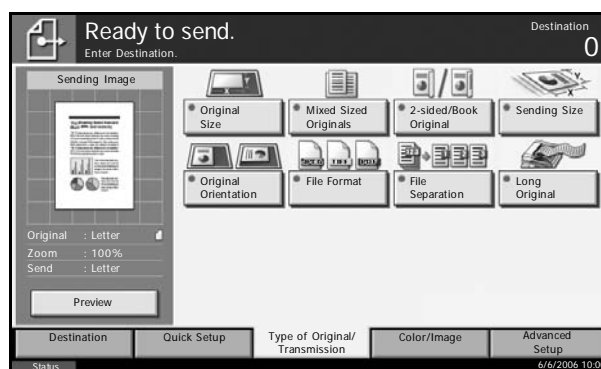 Ready to send.
Enter Destination.
Destination
0
Sending Image
Original : Letter
Zoom : 100%
Send : Letter
Preview
Original
Size
Mixed Sized
Originals
2-sided/Book
Original
Sending Size
Original
Orientation
File Format
File
Separation
Long
Original
Destination
Quick Setup
Type of Original/
Transmission
Color/Image
Advanced
Setup
Status
6/6/2006 10:0